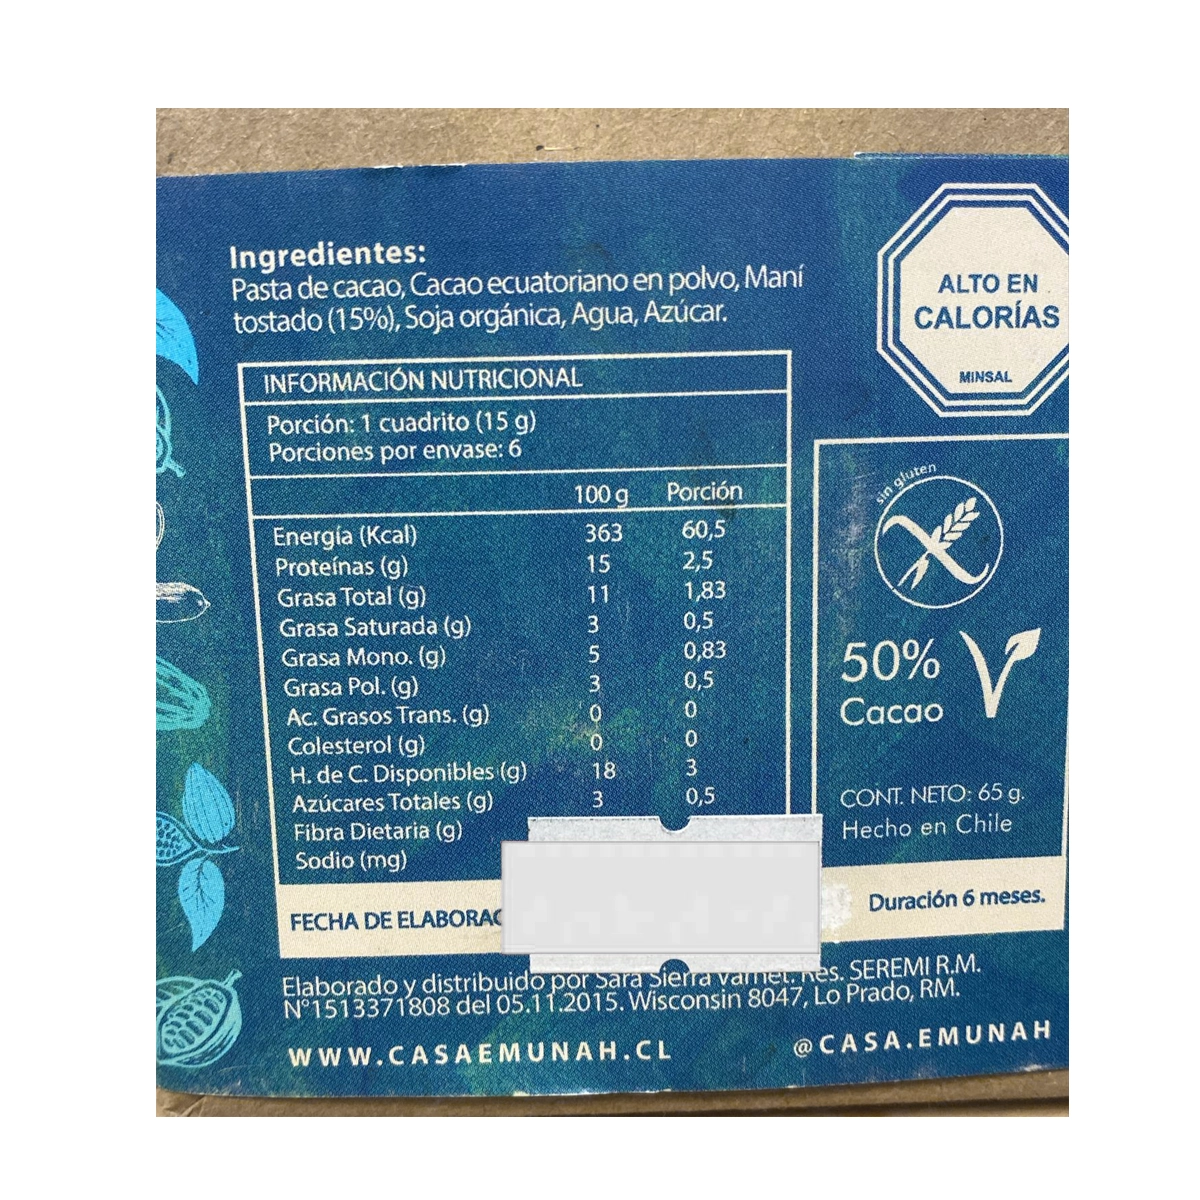 Ingredientes:
Pasta de cacao, Cacao ecuatoriano en polvo, Maní
tostado (15%), Soja orgánica, Agua, Azúcar.
ALTO EN
CALORÍAS
MINSAL
INFORMACIÓN NUTRICIONAL
Porción: 1 cuadrito (15 g)
Porciones por envase: 6
100 g Porción
Energía (Kcal) 363 60,5
Proteínas (g) 15 2,5
Grasa Total (g) 11 1,83
Grasa Saturada (g) 3 0,5
Grasa Mono. (g) 5 0,83
Grasa Pol. (g) 3 0,5
Ac. Grasos Trans. (g) 0 0
Colesterol (g) 0 0
H. de C. Disponibles (g) 18 3
Azúcares Totales (g) 3 0,5
Fibra Dietaria (g)
Sodio (mg)
sin gluten
50%
Cacao
CONT. NETO: 65 g.
Hecho en Chile
FECHA DE ELABORAC
Duración 6 meses.
Elaborado y distribuido por Sara Sierra Res. SEREMI R.M.
N°1513371808 del 05.11.2015. Wisconsin 8047, Lo Prado, RM.
WWW.CASAEMUNAH.CL
@CASA.EMUNAH